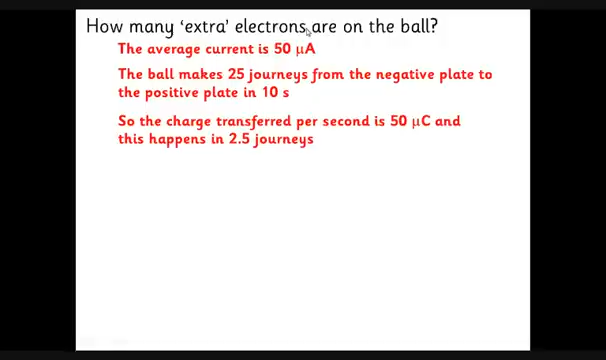 How many ‘extra’ electrons are on the ball?
The average current is 50 μA
The ball makes 25 journeys from the negative plate to
the positive plate in 10 s
So the charge transferred per second is 50 μC and
this happens in 2.5 journeys